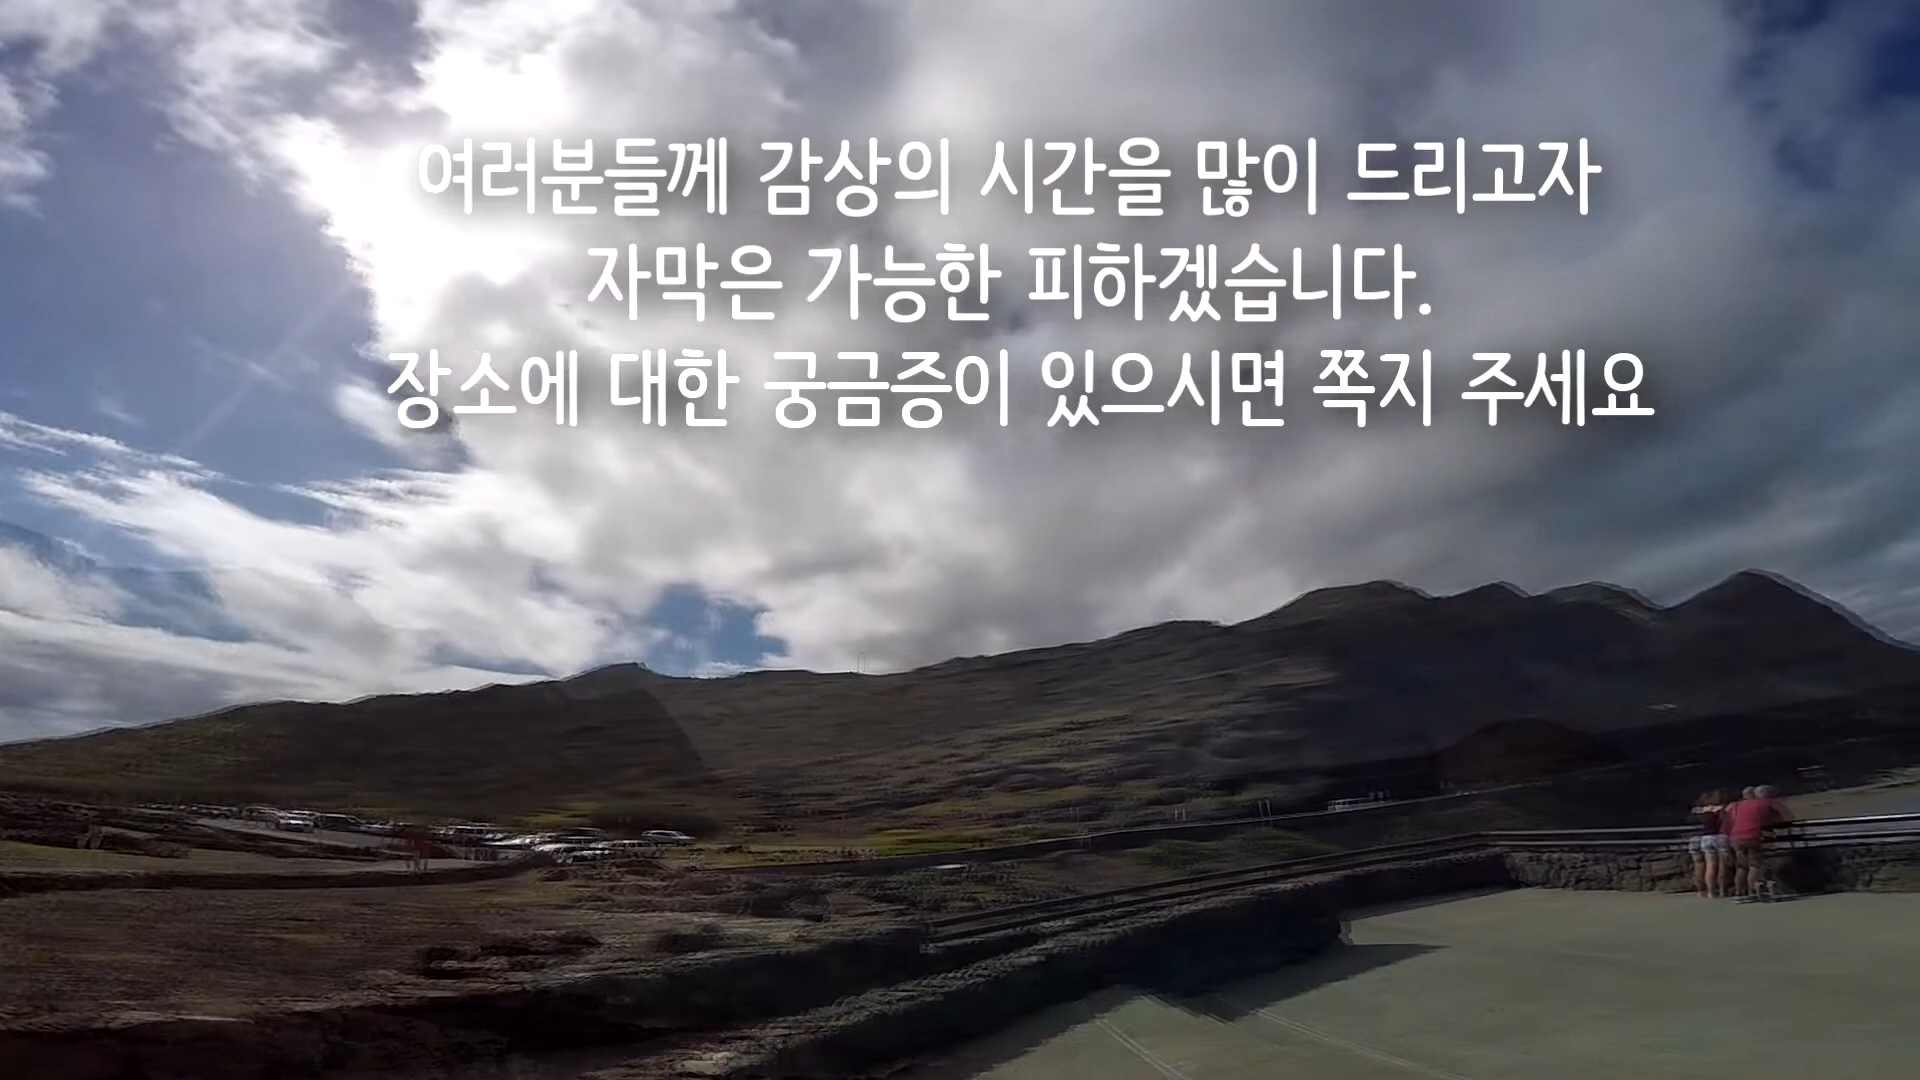 여러분들께 감상의 시간을 많이 드리고자
자막은 가능한 피하겠습니다.
장소에 대한 궁금증이 있으시면 쪽지 주세요